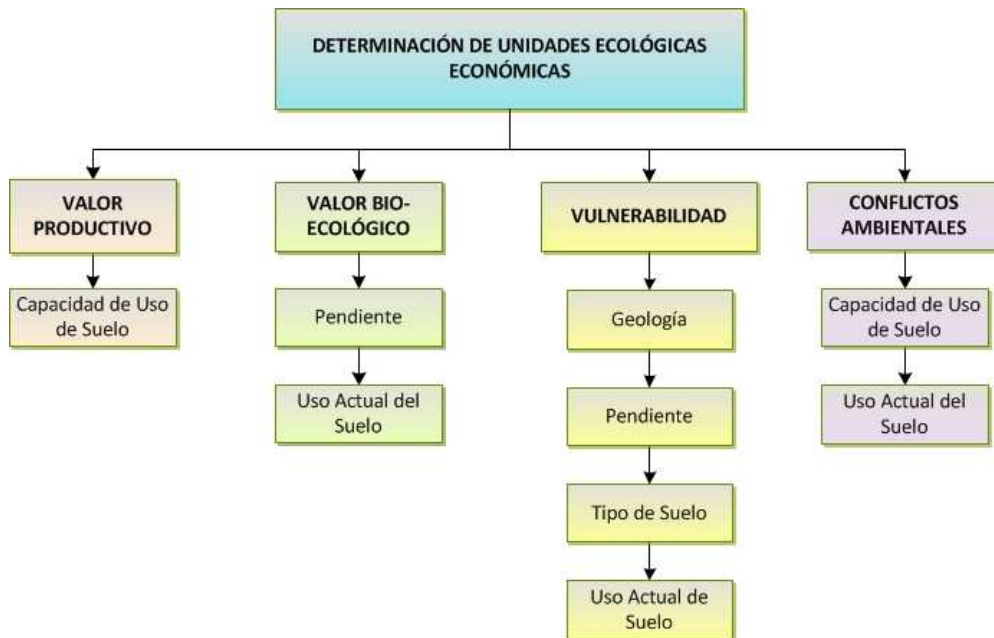 DETERMINACIÓN DE UNIDADES ECOLÓGICAS
ECONÓMICAS
VALOR
PRODUCTIVO
Capacidad de Uso
de Suelo
VALOR BIO-
ECOLÓGICO
Pendiente
Uso Actual del
Suelo
VULNERABILIDAD
Geología
Pendiente
Tipo de Suelo
Uso Actual de
Suelo
CONFLICTOS
AMBIENTALES
Capacidad de Uso
de Suelo
Uso Actual del
Suelo